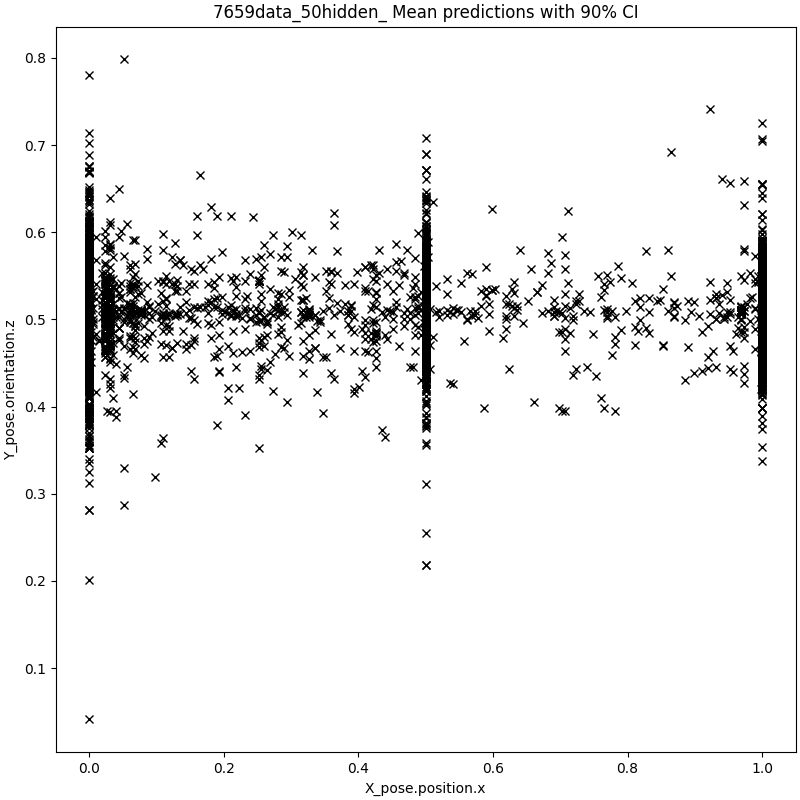 7659data_50hidden_ Mean predictions with 90% CI
0.8
0.7
0.6
0.5
0.4
0.3
0.2
0.1
Y_pose.orientation.z
0.0 0.2 0.4 0.6 0.8 1.0
X_pose.position.x